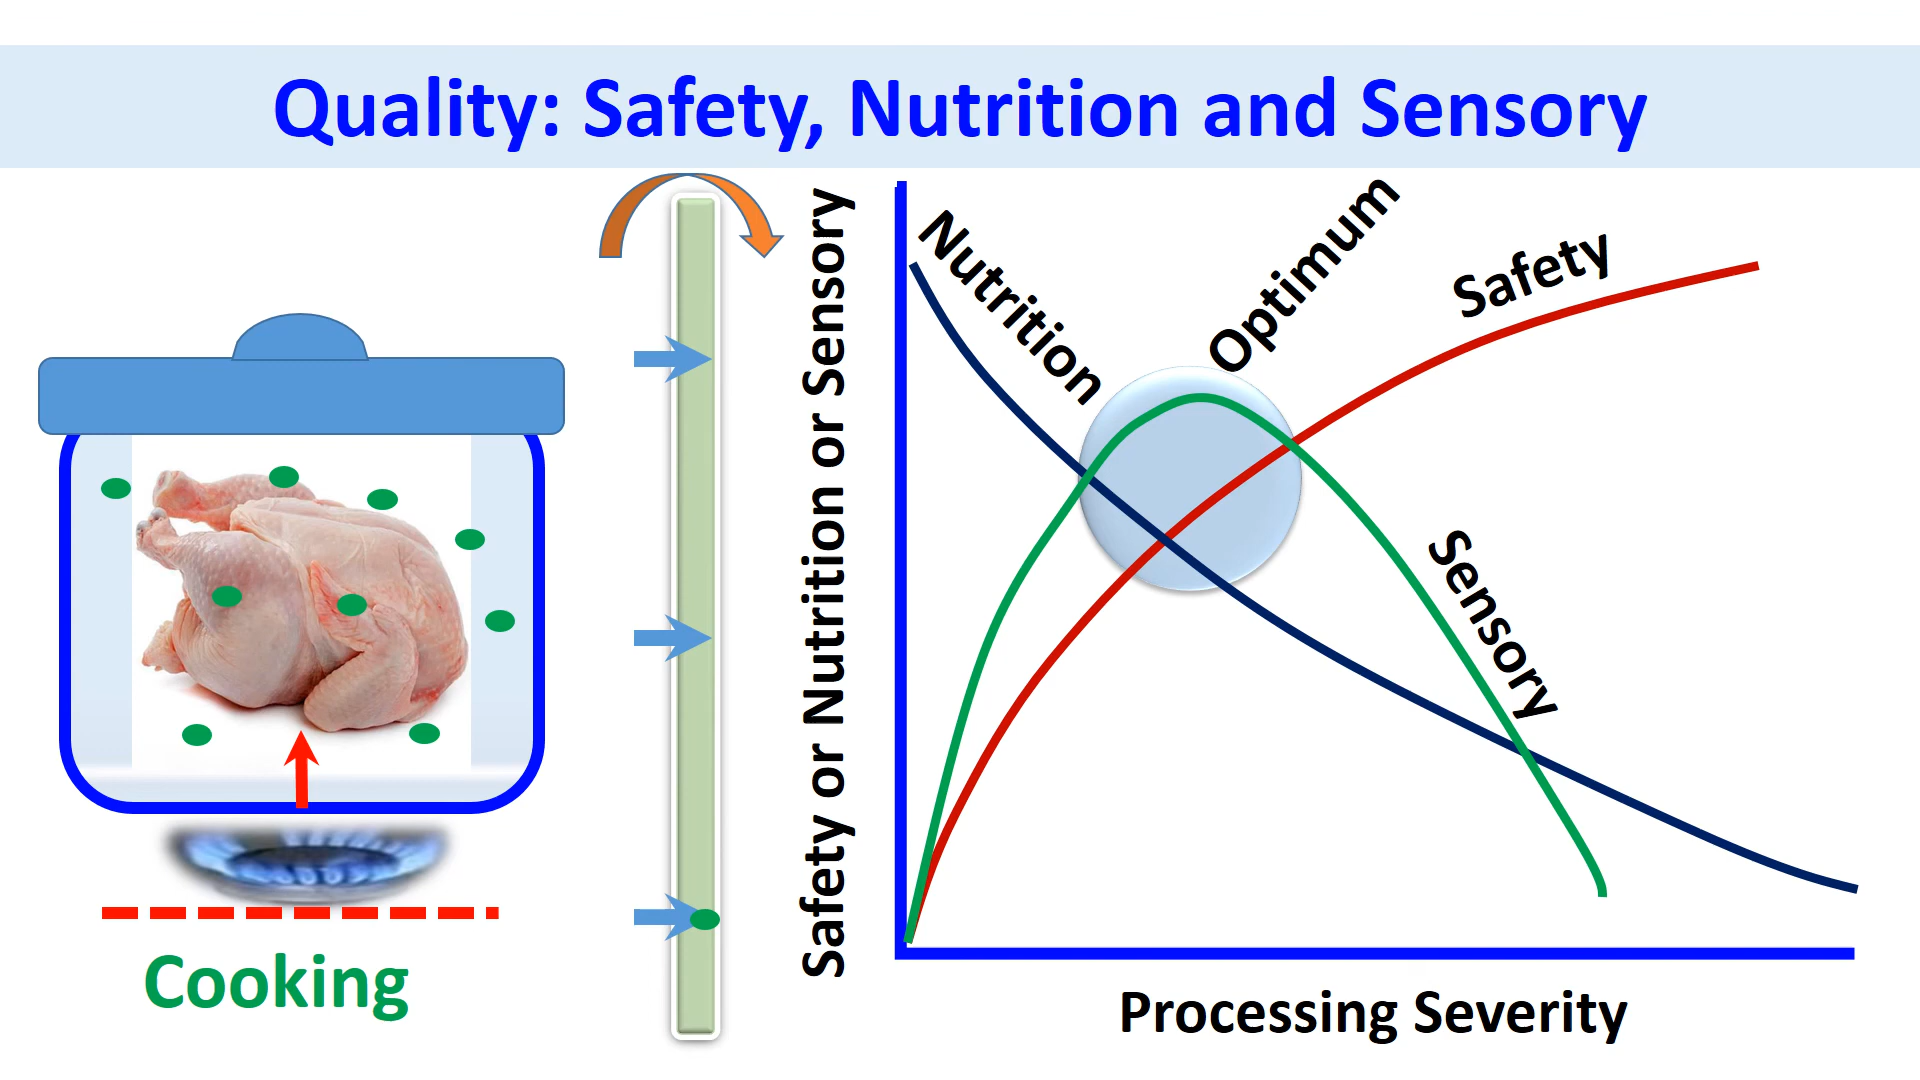 Quality: Safety, Nutrition and Sensory
Cooking
Safety or Nutrition or Sensory
Nutrition
Optimum
Safety
Sensory
Processing Severity